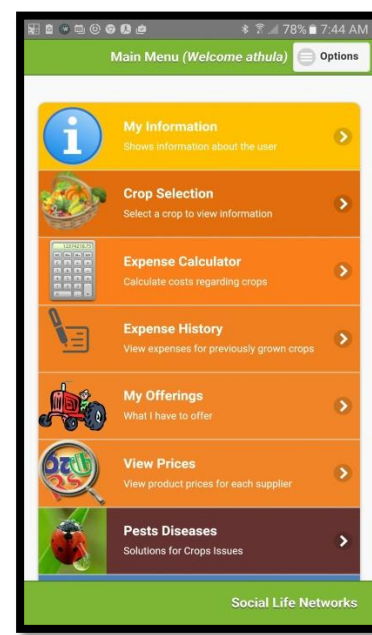 78% 7:44 AM
Main Menu (Welcome athula)
Options
My Information
Shows information about the user
Crop Selection
Select a crop to view information
Expense Calculator
Calculate costs regarding crops
Expense History
View expenses for previously grown crops
My Offerings
What I have to offer
View Prices
View product prices for each supplier
Pests Diseases
Solutions for Crops Issues
Social Life Networks